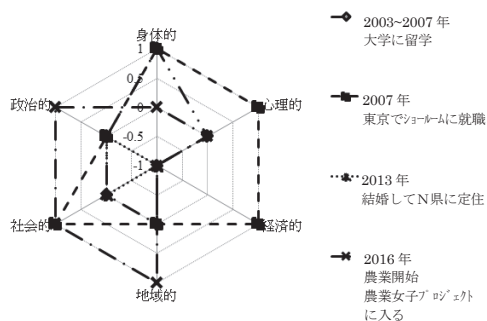 身体的
心理的
経済的
地域的
社会的
政治的
1
0.5
0
-0.5
-1
2003~2007 年
大学に留学
2007 年
東京でｼｮｰﾙｰﾑに就職
2013 年
結婚してＮ県に定住
2016 年
農業開始
農業女子ﾌﾟﾛｼﾞｪｸﾄ
に入る